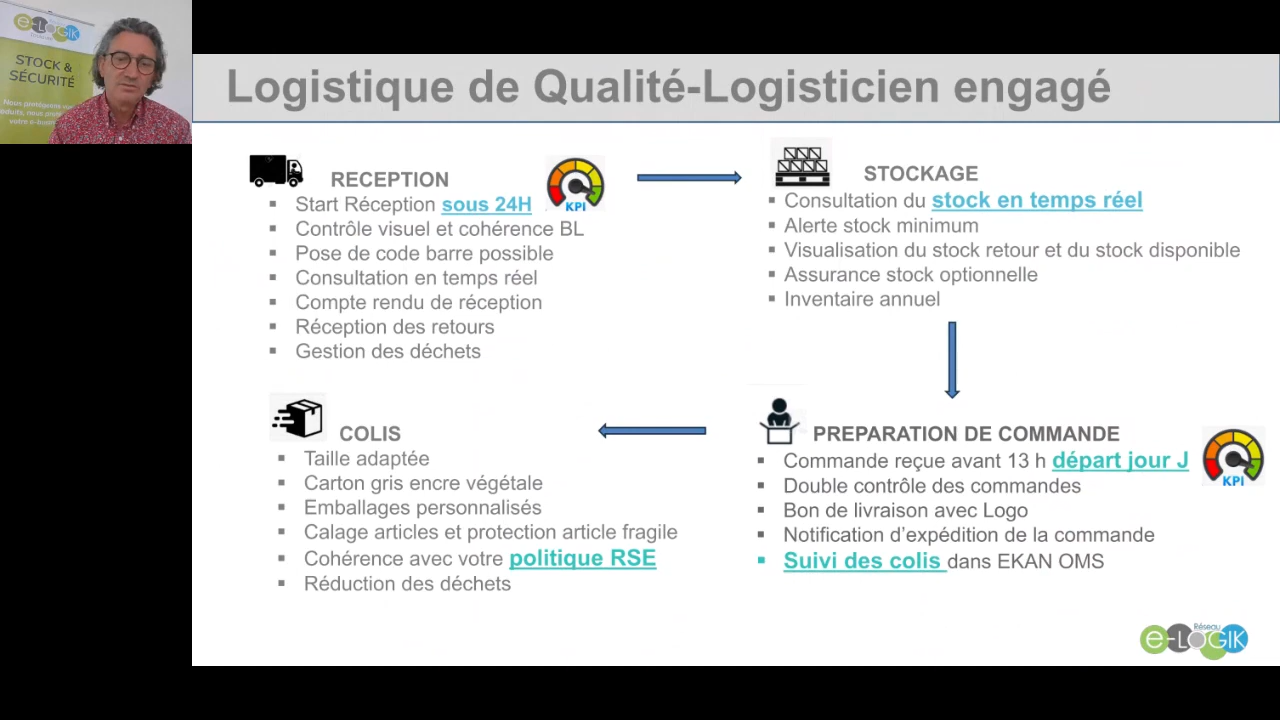 e-LOGIK
STOCK &
SÉCURITÉ
Nous
votre
Logistique de Qualité-Logisticien engagé
RECEPTION
KPI
▪ Start Réception sous 24H
▪ Contrôle visuel et cohérence BL
▪ Pose de code barre possible
▪ Consultation en temps réel
▪ Compte rendu de réception
▪ Réception des retours
▪ Gestion des déchets
STOCKAGE
▪ Consultation du stock en temps réel
▪ Alerte stock minimum
▪ Visualisation du stock retour et du stock disponible
▪ Assurance stock optionnelle
▪ Inventaire annuel
COLIS
▪ Taille adaptée
▪ Carton gris encre végétale
▪ Emballages personnalisés
▪ Calage articles et protection article fragile
▪ Cohérence avec votre politique RSE
▪ Réduction des déchets
PREPARATION DE COMMANDE
▪ Commande reçue avant 13 h départ jour J
KPI
▪ Double contrôle des commandes
▪ Bon de livraison avec Logo
▪ Notification d’expédition de la commande
▪ Suivi des colis dans EKAN OMS
Réseau
e-LOGIK